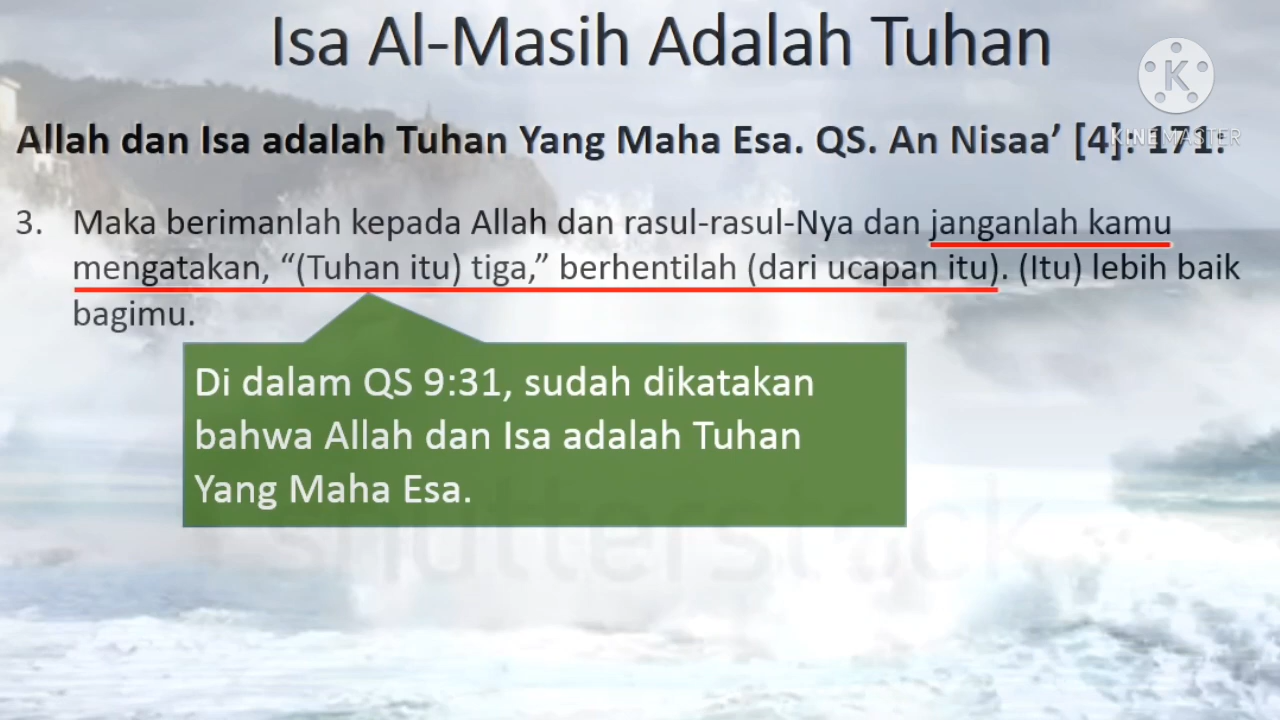 Isa Al-Masih Adalah Tuhan
K
KINEMASTER
Allah dan Isa adalah Tuhan Yang Maha Esa. QS. An Nisaa’ [4]: 171.
3. Maka berimanlah kepada Allah dan rasul-rasul-Nya dan janganlah kamu
mengatakan, “(Tuhan itu) tiga,” berhentilah (dari ucapan itu). (Itu) lebih baik
bagimu.
Di dalam QS 9:31, sudah dikatakan
bahwa Allah dan Isa adalah Tuhan
Yang Maha Esa.
shutterstock